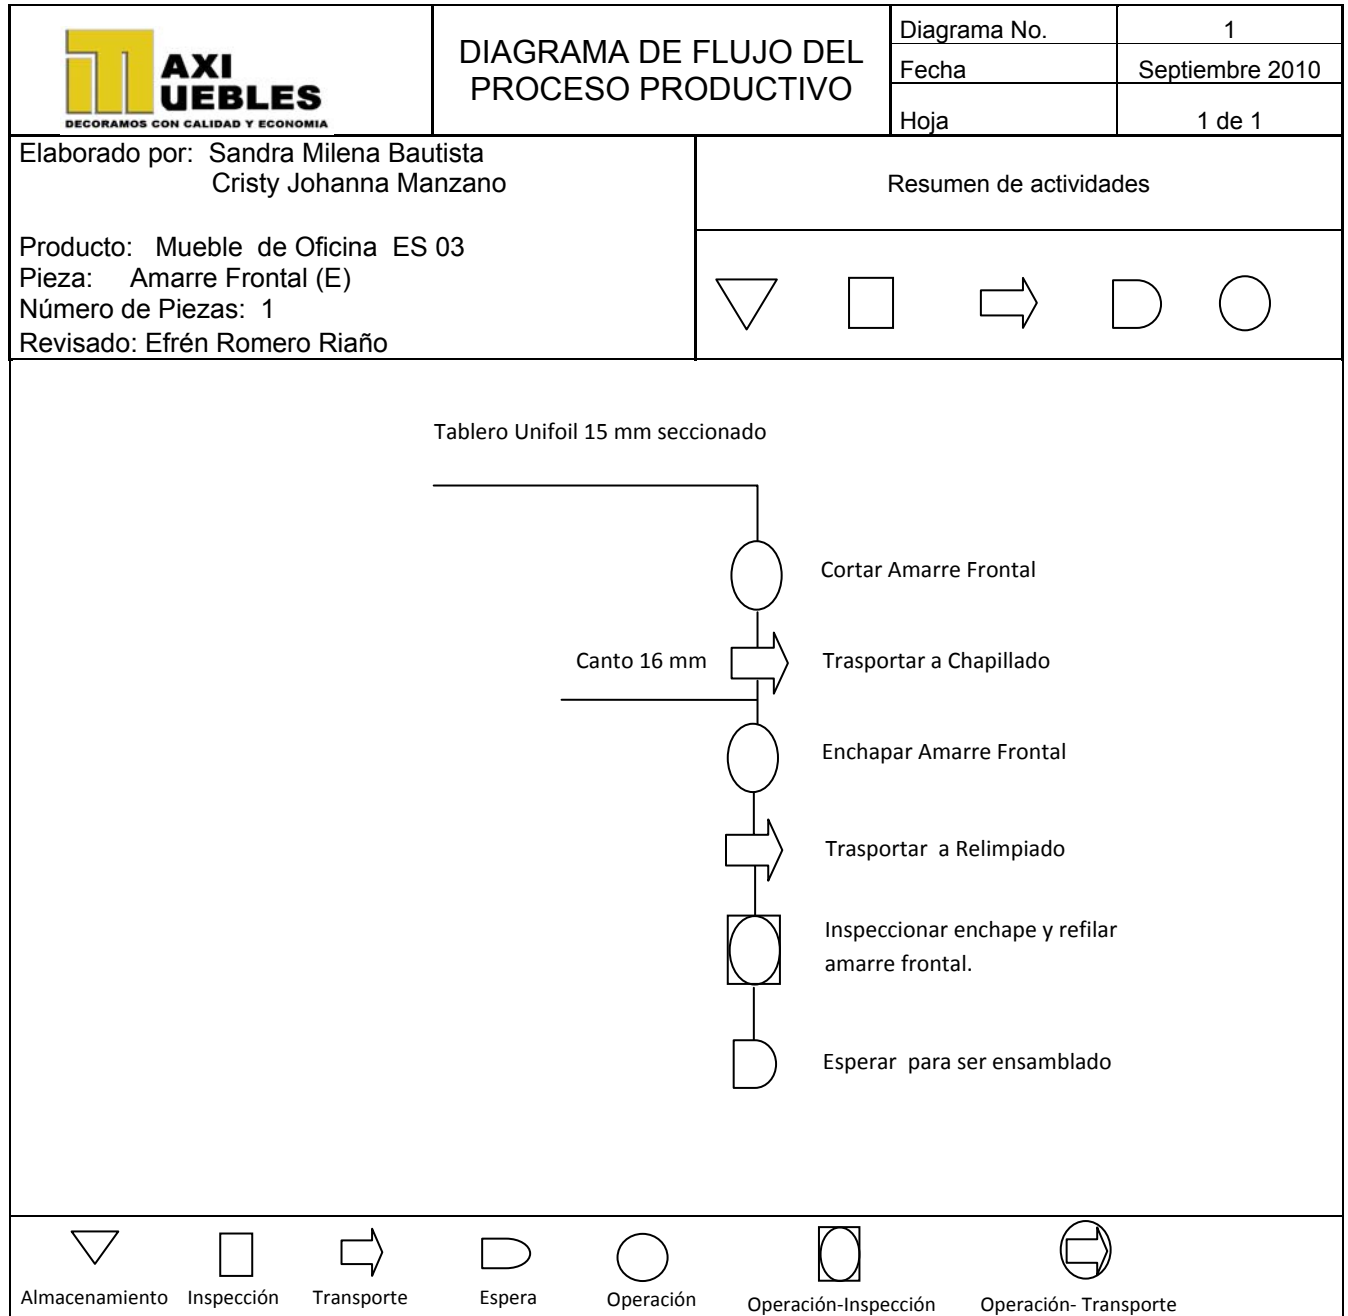 AXI
UEBLES
DECORAMOS CON CALIDAD Y ECONOMIA
DIAGRAMA DE FLUJO DEL
PROCESO PRODUCTIVO
Diagrama No. 1
Fecha Septiembre 2010
Hoja 1 de 1
Elaborado por: Sandra Milena Bautista
Cristy Johanna Manzano
Producto: Mueble de Oficina ES 03
Pieza: Amarre Frontal (E)
Número de Piezas: 1
Revisado: Efrén Romero Riaño
Resumen de actividades
Tablero Unifoil 15 mm seccionado
Cortar Amarre Frontal
Canto 16 mm
Trasportar a Chapillado
Enchapar Amarre Frontal
Trasportar a Relimpiado
Inspeccionar enchape y refilar
amarre frontal.
Esperar para ser ensamblado
Almacenamiento Inspección Transporte Espera Operación Operación-Inspección Operación- Transporte